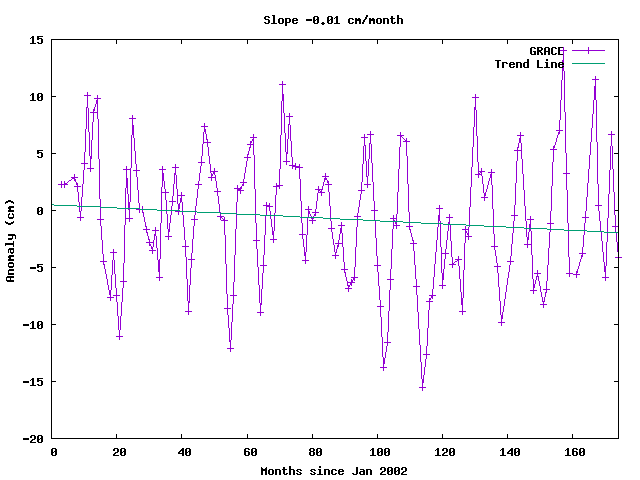 Slope -0.01 cm/month
15
10
5
0
-5
-10
-15
-20
Anomaly (cm)
GRACE
Trend Line
0 20 40 60 80 100 120 140 160
Months since Jan 2002